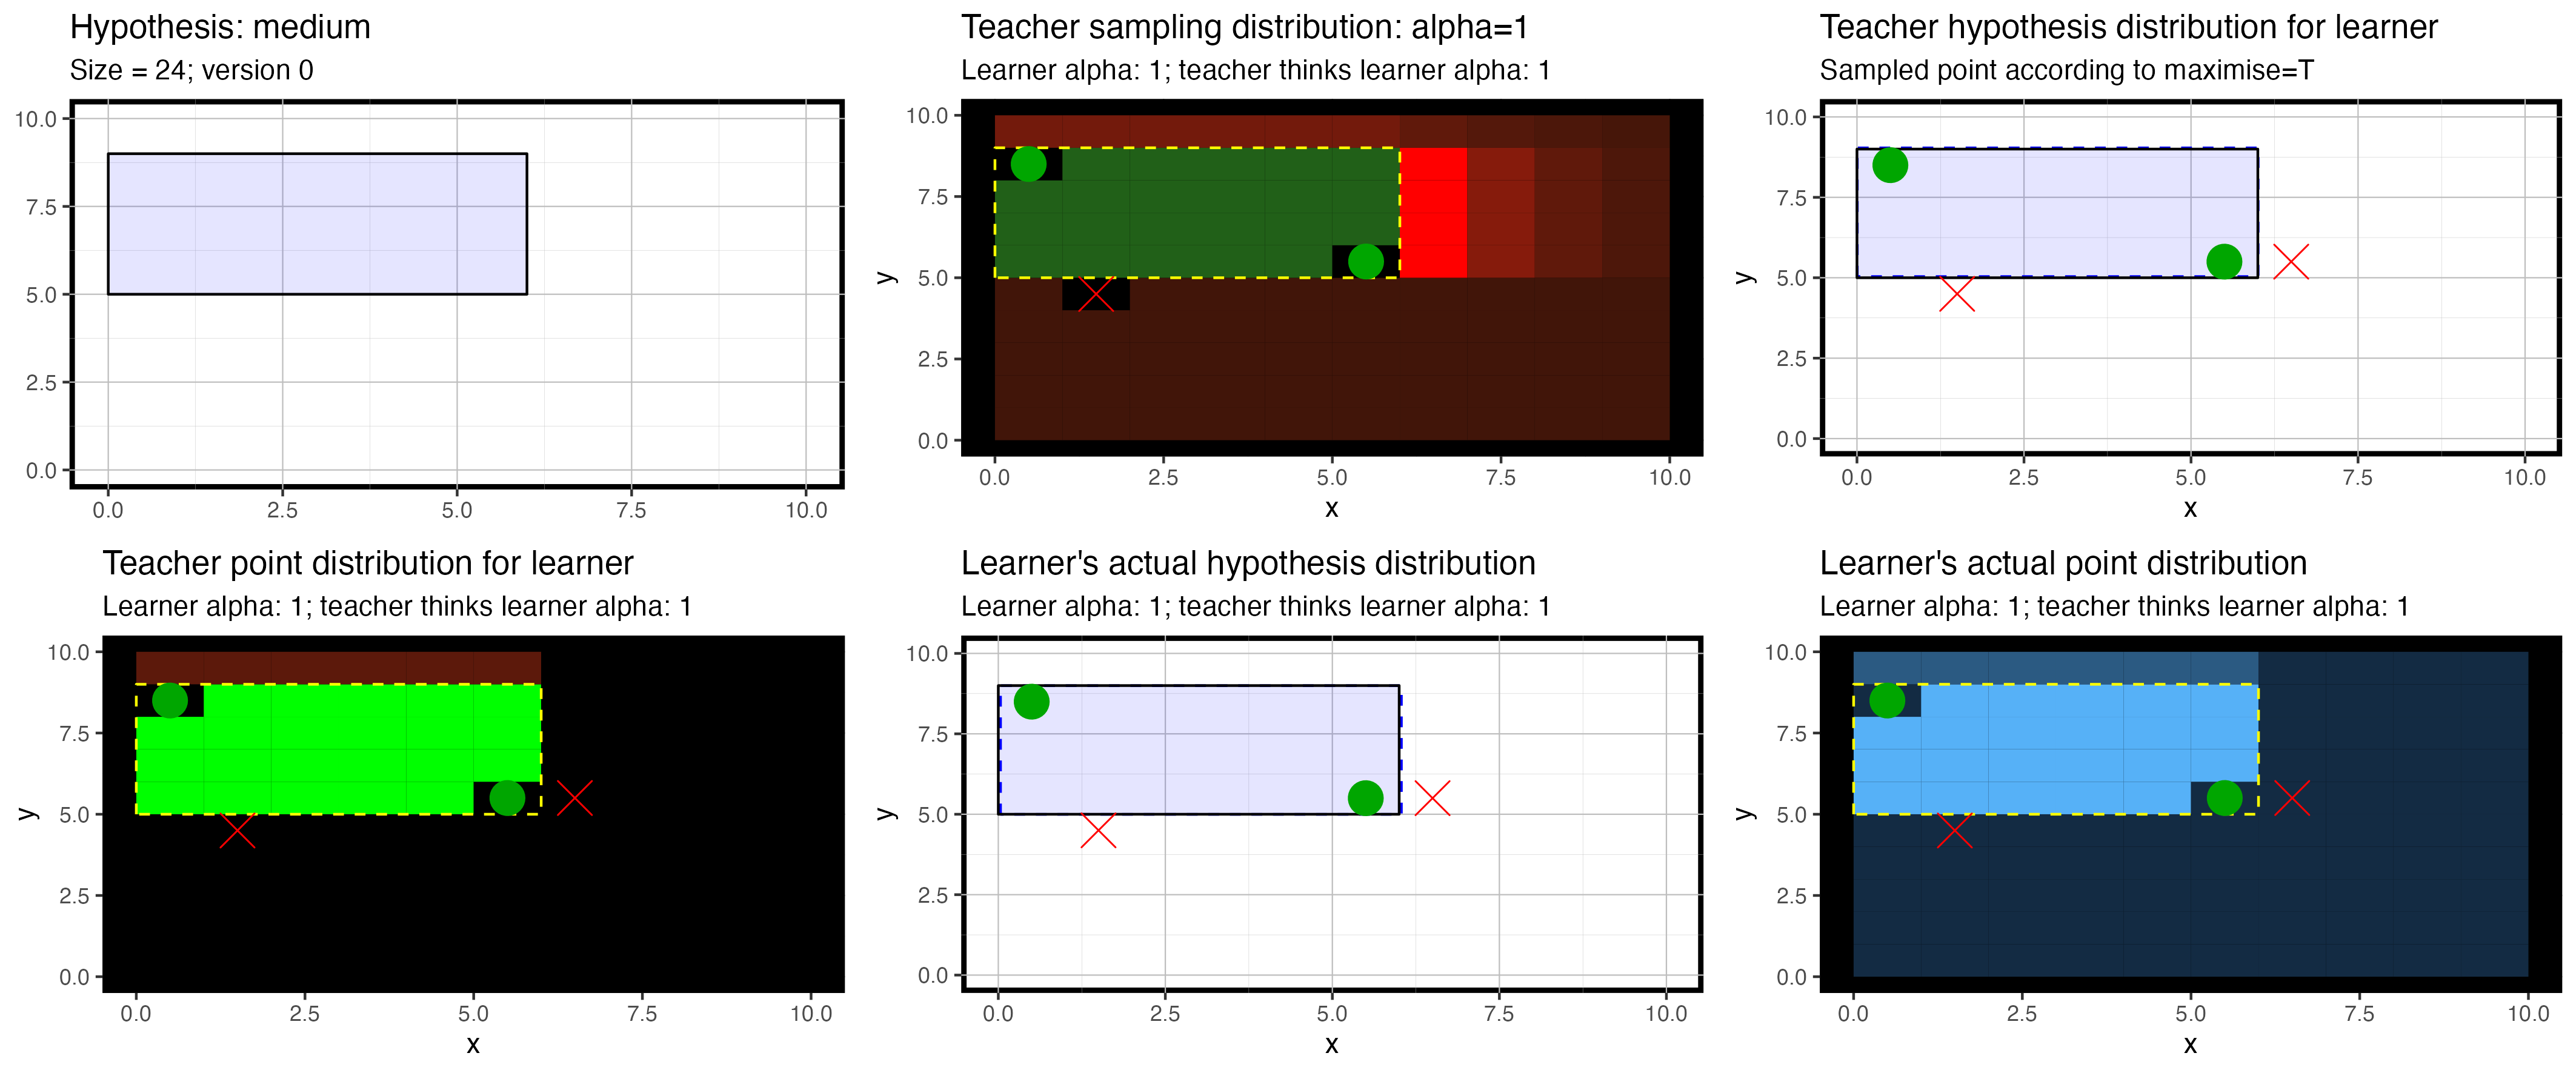 Hypothesis: medium
Size = 24; version 0
10.0
7.5
5.0
2.5
0.0
0.0 2.5 5.0 7.5 10.0
Teacher sampling distribution: alpha=1
Learner alpha: 1; teacher thinks learner alpha: 1
10.0
7.5
5.0
2.5
0.0
y
0.0 2.5 5.0 7.5 10.0
x
Teacher hypothesis distribution for learner
Sampled point according to maximise=T
10.0
7.5
5.0
2.5
0.0
y
0.0 2.5 5.0 7.5 10.0
x
Teacher point distribution for learner
Learner alpha: 1; teacher thinks learner alpha: 1
10.0
7.5
5.0
2.5
0.0
y
0.0 2.5 5.0 7.5 10.0
x
Learner's actual hypothesis distribution
Learner alpha: 1; teacher thinks learner alpha: 1
10.0
7.5
5.0
2.5
0.0
y
0.0 2.5 5.0 7.5 10.0
x
Learner's actual point distribution
Learner alpha: 1; teacher thinks learner alpha: 1
10.0
7.5
5.0
2.5
0.0
y
0.0 2.5 5.0 7.5 10.0
x